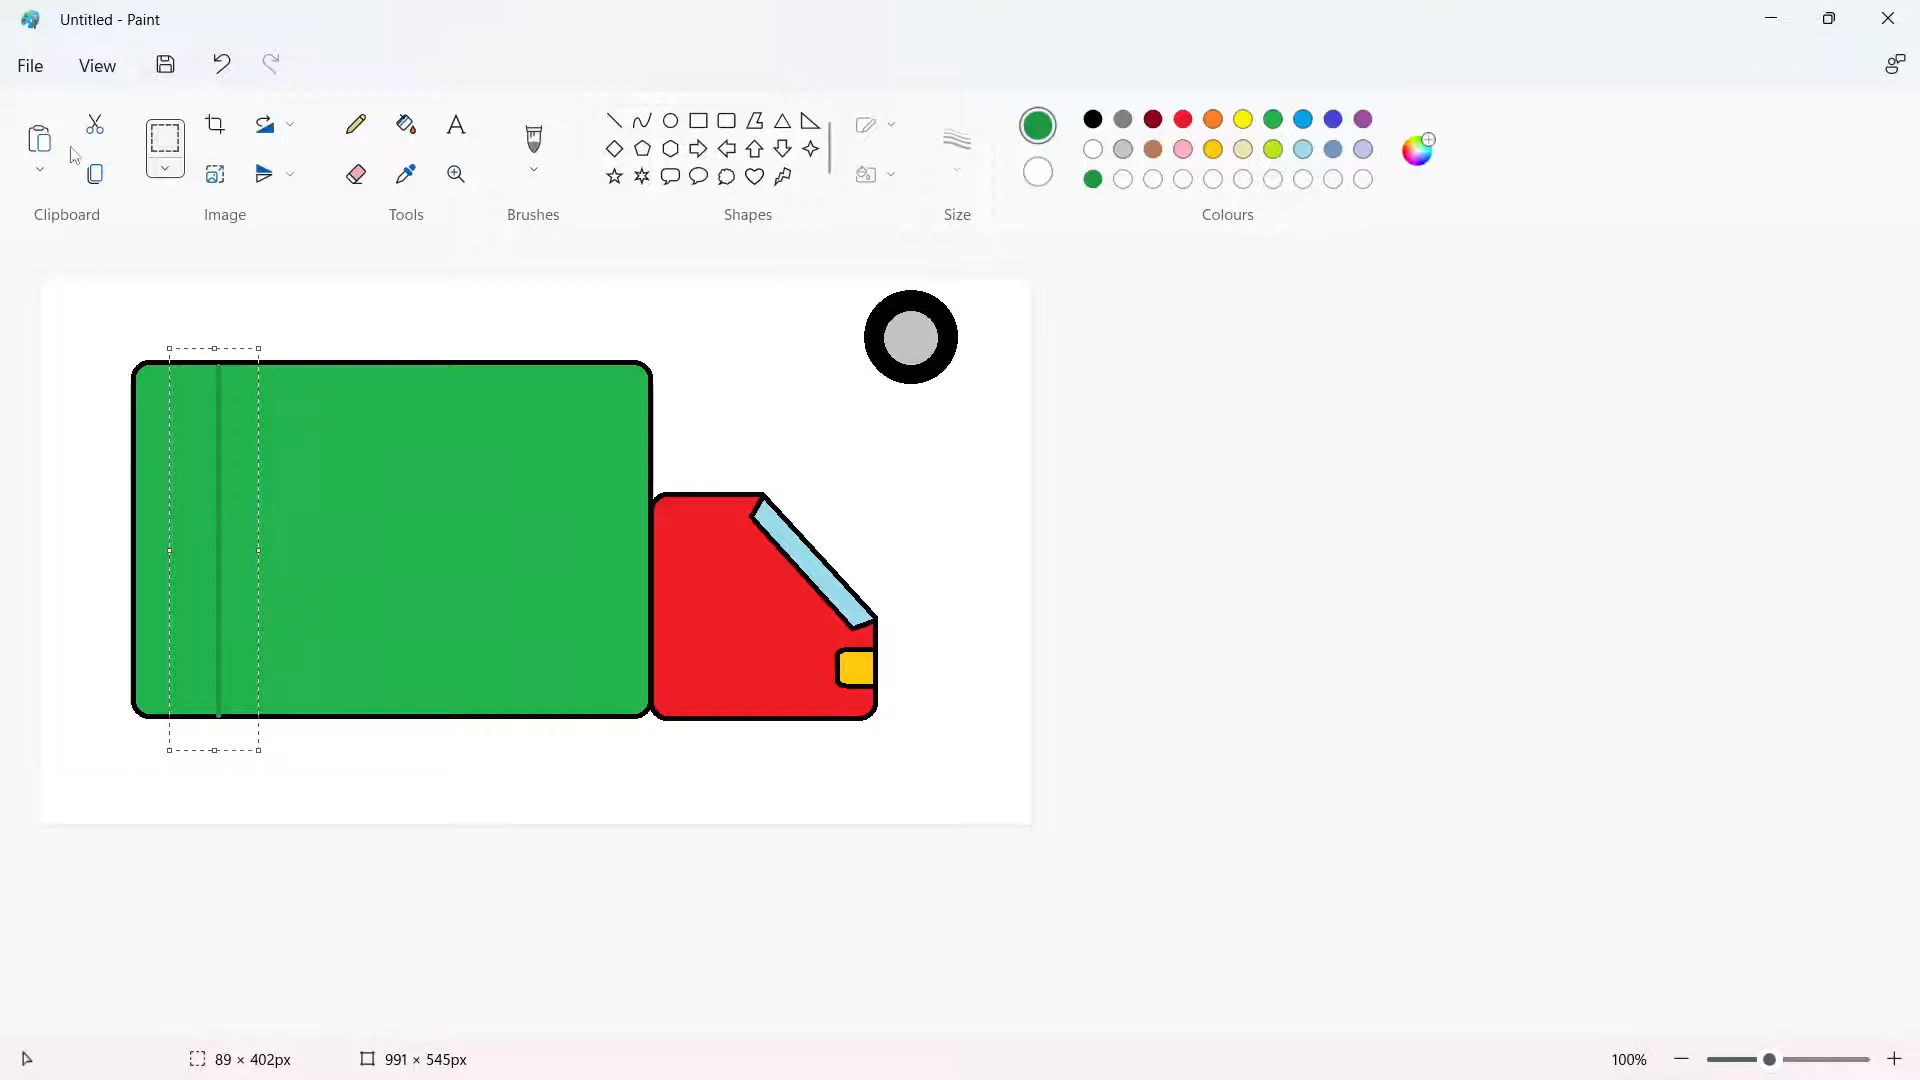 Untitled - Paint
File View
Clipboard Image Tools Brushes Shapes Size Colours
89 × 402px 991 × 545px 100%